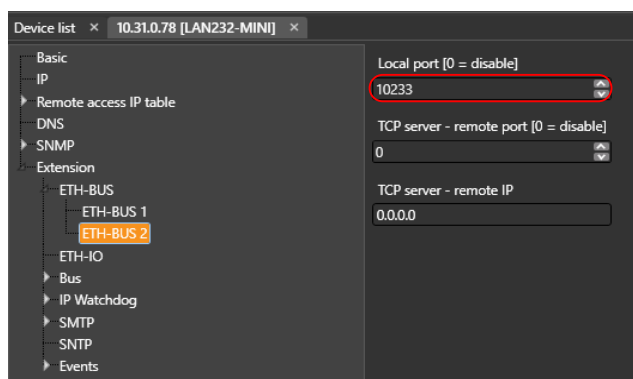 Device list × 10.31.0.78 [LAN232-MINI] ×
Basic
IP
Remote access IP table
DNS
SNMP
Extension
ETH-BUS
ETH-BUS 1
ETH-BUS 2
ETH-IO
Bus
IP Watchdog
SMTP
SNTP
Events
Local port [0 = disable]
10233
TCP server - remote port [0 = disable]
0
TCP server - remote IP
0.0.0.0